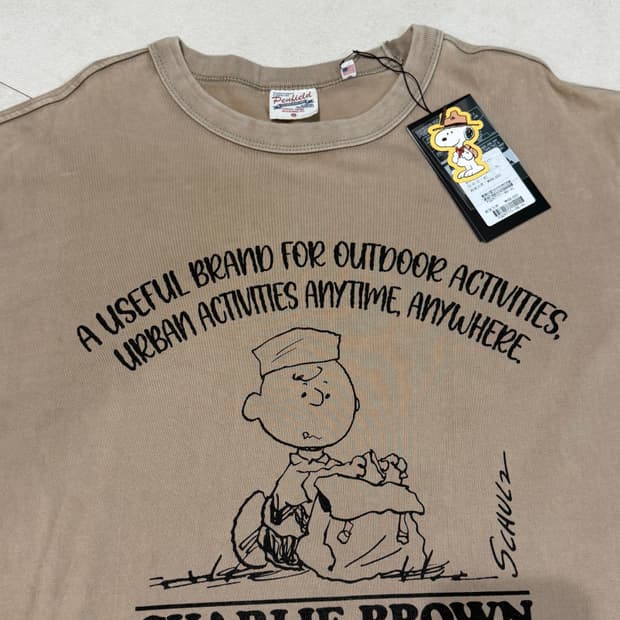 Penfield
A USEFUL BRAND FOR OUTDOOR ACTIVITIES,
URBAN ACTIVITIES ANYTIME, ANYWHERE.
SCHULZ
CHARLIE BROWN